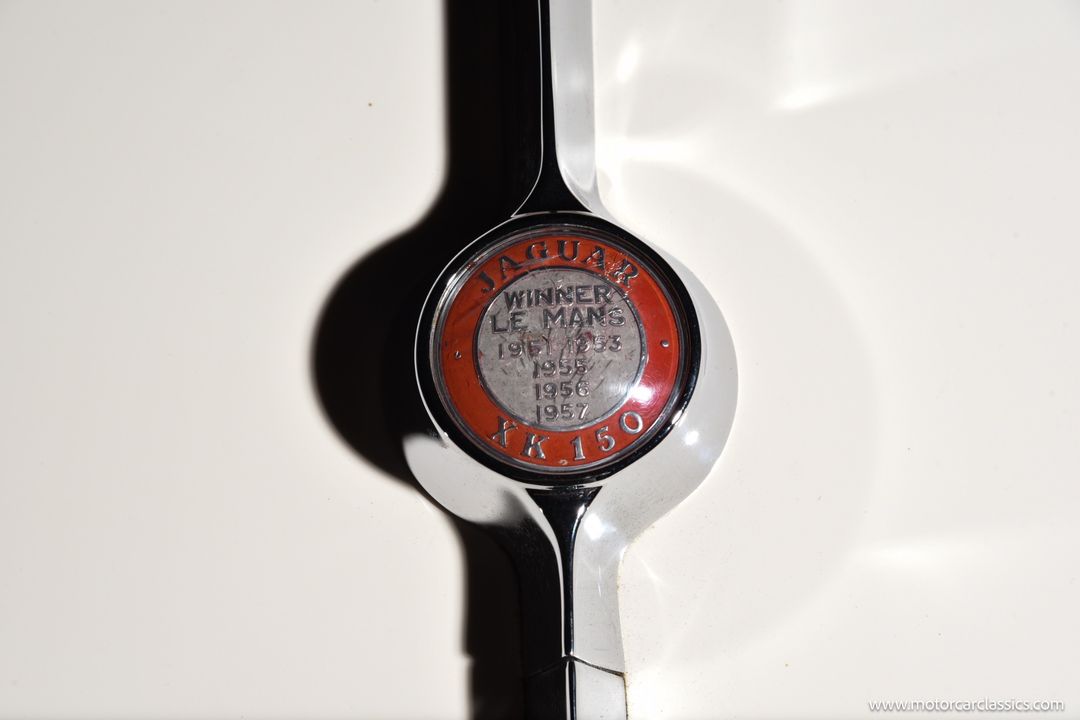 JAGUAR
WINNER
LE MANS
1951 1953
1955
1956
1957
XK 150
www.motorcarclassics.com